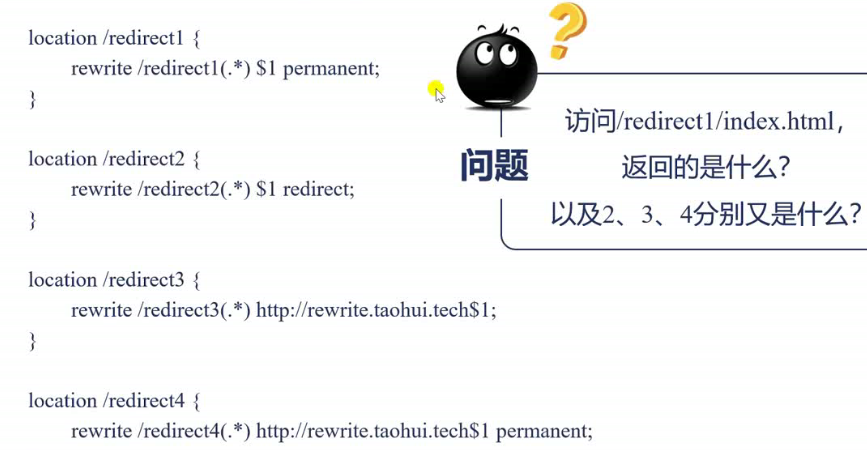 location /redirect1 {
rewrite /redirect1(.*) $1 permanent;
}
location /redirect2 {
rewrite /redirect2(.*) $1 redirect;
}
location /redirect3 {
rewrite /redirect3(.*) http://rewrite.taohui.tech$1;
}
location /redirect4 {
rewrite /redirect4(.*) http://rewrite.taohui.tech$1 permanent;
?
问题
访问/redirect1/index.html，
返回的是什么？
以及2、3、4分别又是什么？